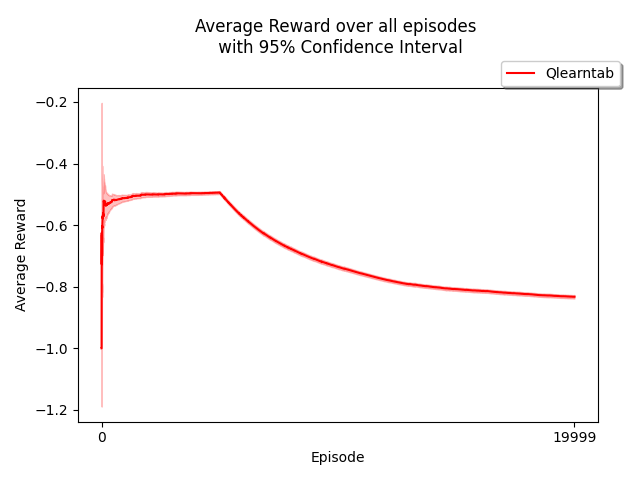 Average Reward over all episodes
with 95% Confidence Interval
Qlearntab
−0.2
−0.4
−0.6
−0.8
−1.0
−1.2
Average Reward
0
19999
Episode